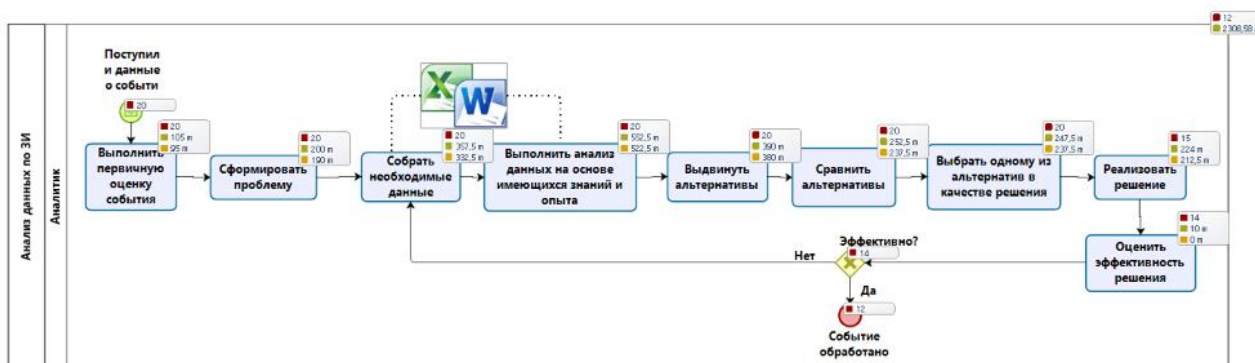 12
2308,58
Анализ данных по ЗИ
Аналитик
Поступил
и данные
о событи
20
20
105 m
95 m
Выполнить
первичную
оценку
события
20
200 m
190 m
Сформировать
проблему
20
357,5 m
332,5 m
Собрать
необходимые
данные
X
W
20
552,5 m
522,5 m
Выполнить анализ
данных на основе
имеющихся знаний и
опыта
20
390 m
380 m
Выдвинуть
альтернативы
20
252,5 m
237,5 m
Сравнить
альтернативы
20
247,5 m
237,5 m
Выбрать одному из
альтернатив в
качестве решения
15
224 m
212,5 m
Реализовать
решение
14
10 m
0 m
Оценить
эффективность
решения
Эффективно?
14
Нет
Да
12
Событие
обработано